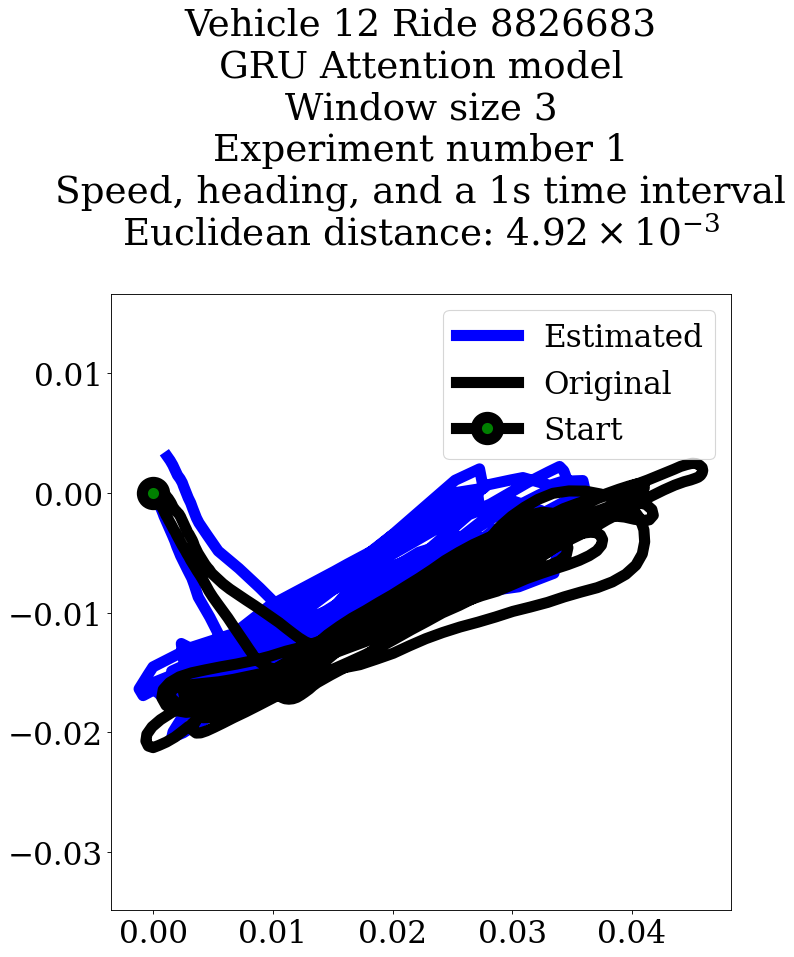 Vehicle 12 Ride 8826683
GRU Attention model
Window size 3
Experiment number 1
Speed, heading, and a 1s time interval
Euclidean distance: 4.92 × 10⁻³
Estimated
Original
Start
0.01
0.00
−0.01
−0.02
−0.03
0.00 0.01 0.02 0.03 0.04